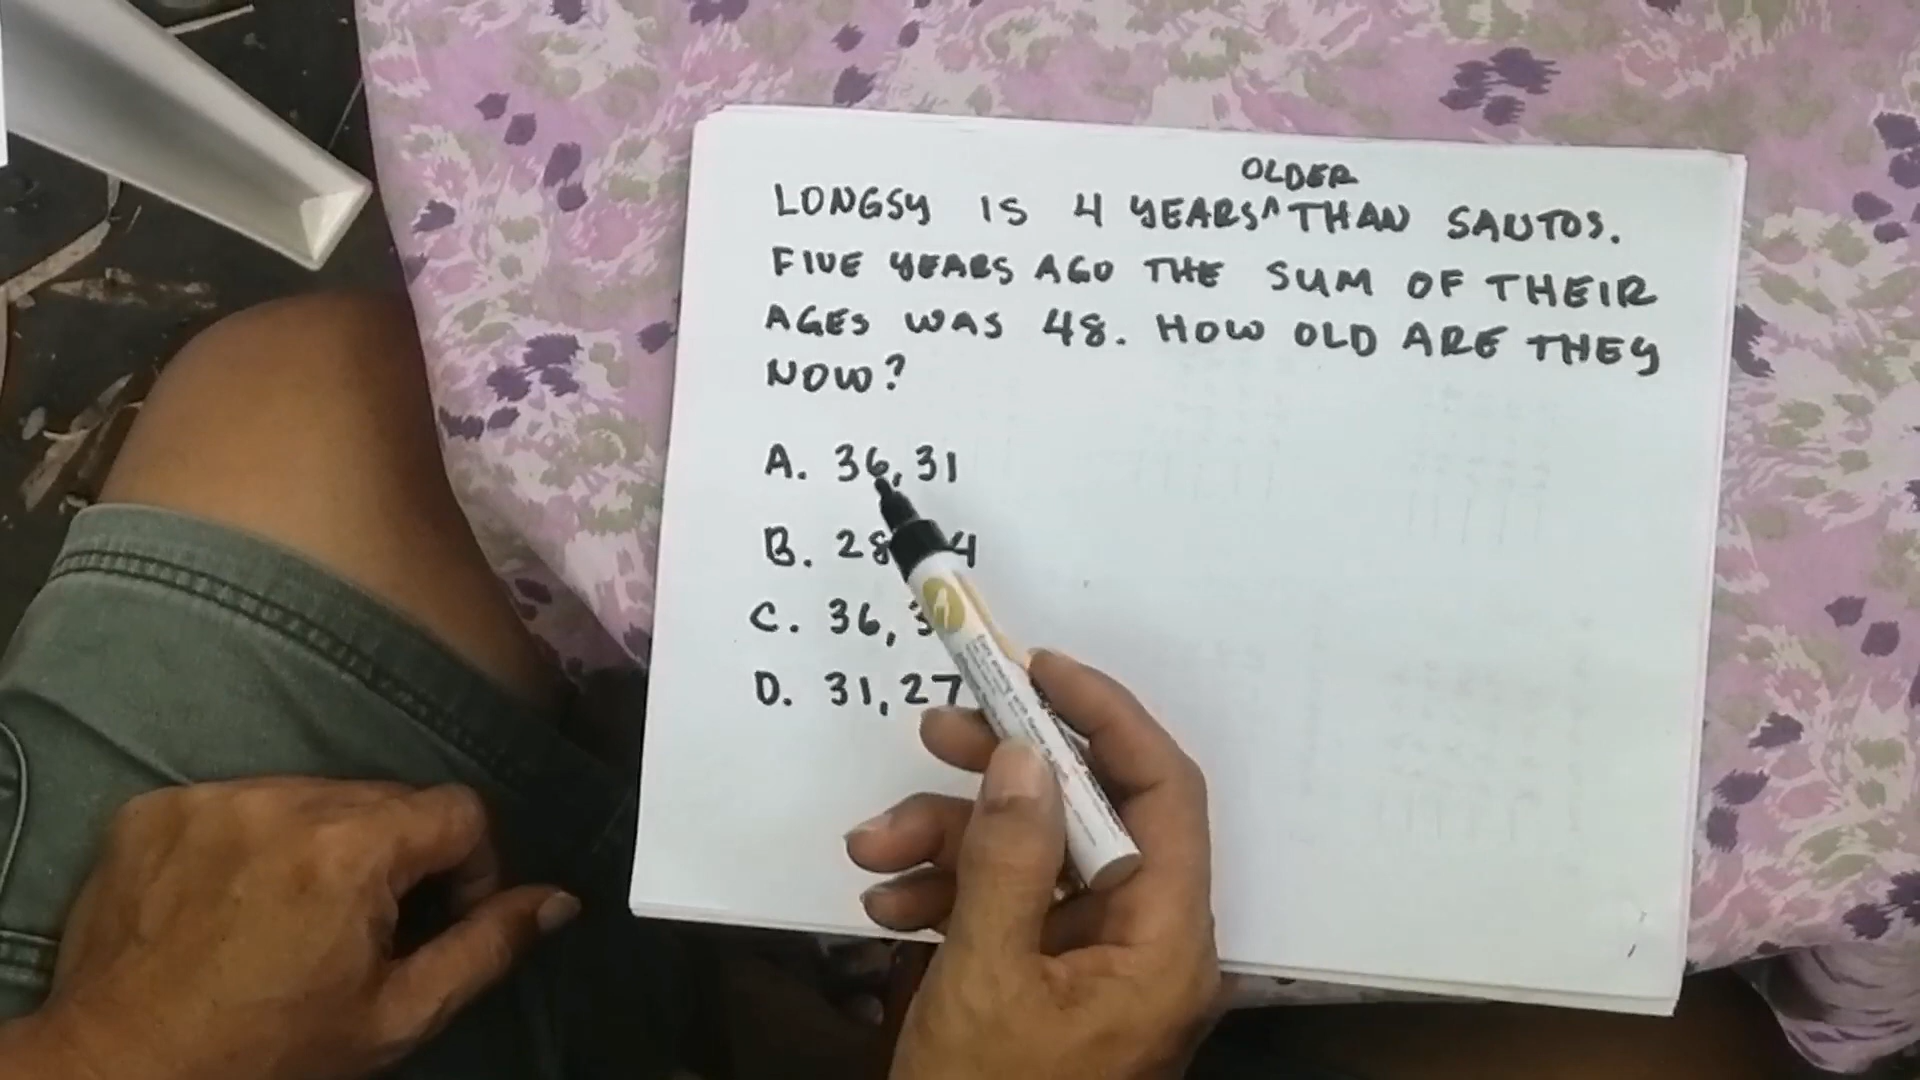 OLDER
LONGSY IS 4 YEARS^THAN SANTOS.
FIVE YEARS AGO THE SUM OF THEIR
AGES WAS 48. HOW OLD ARE THEY
NOW?
A. 36, 31
B. 28
C. 36,
D. 31, 27